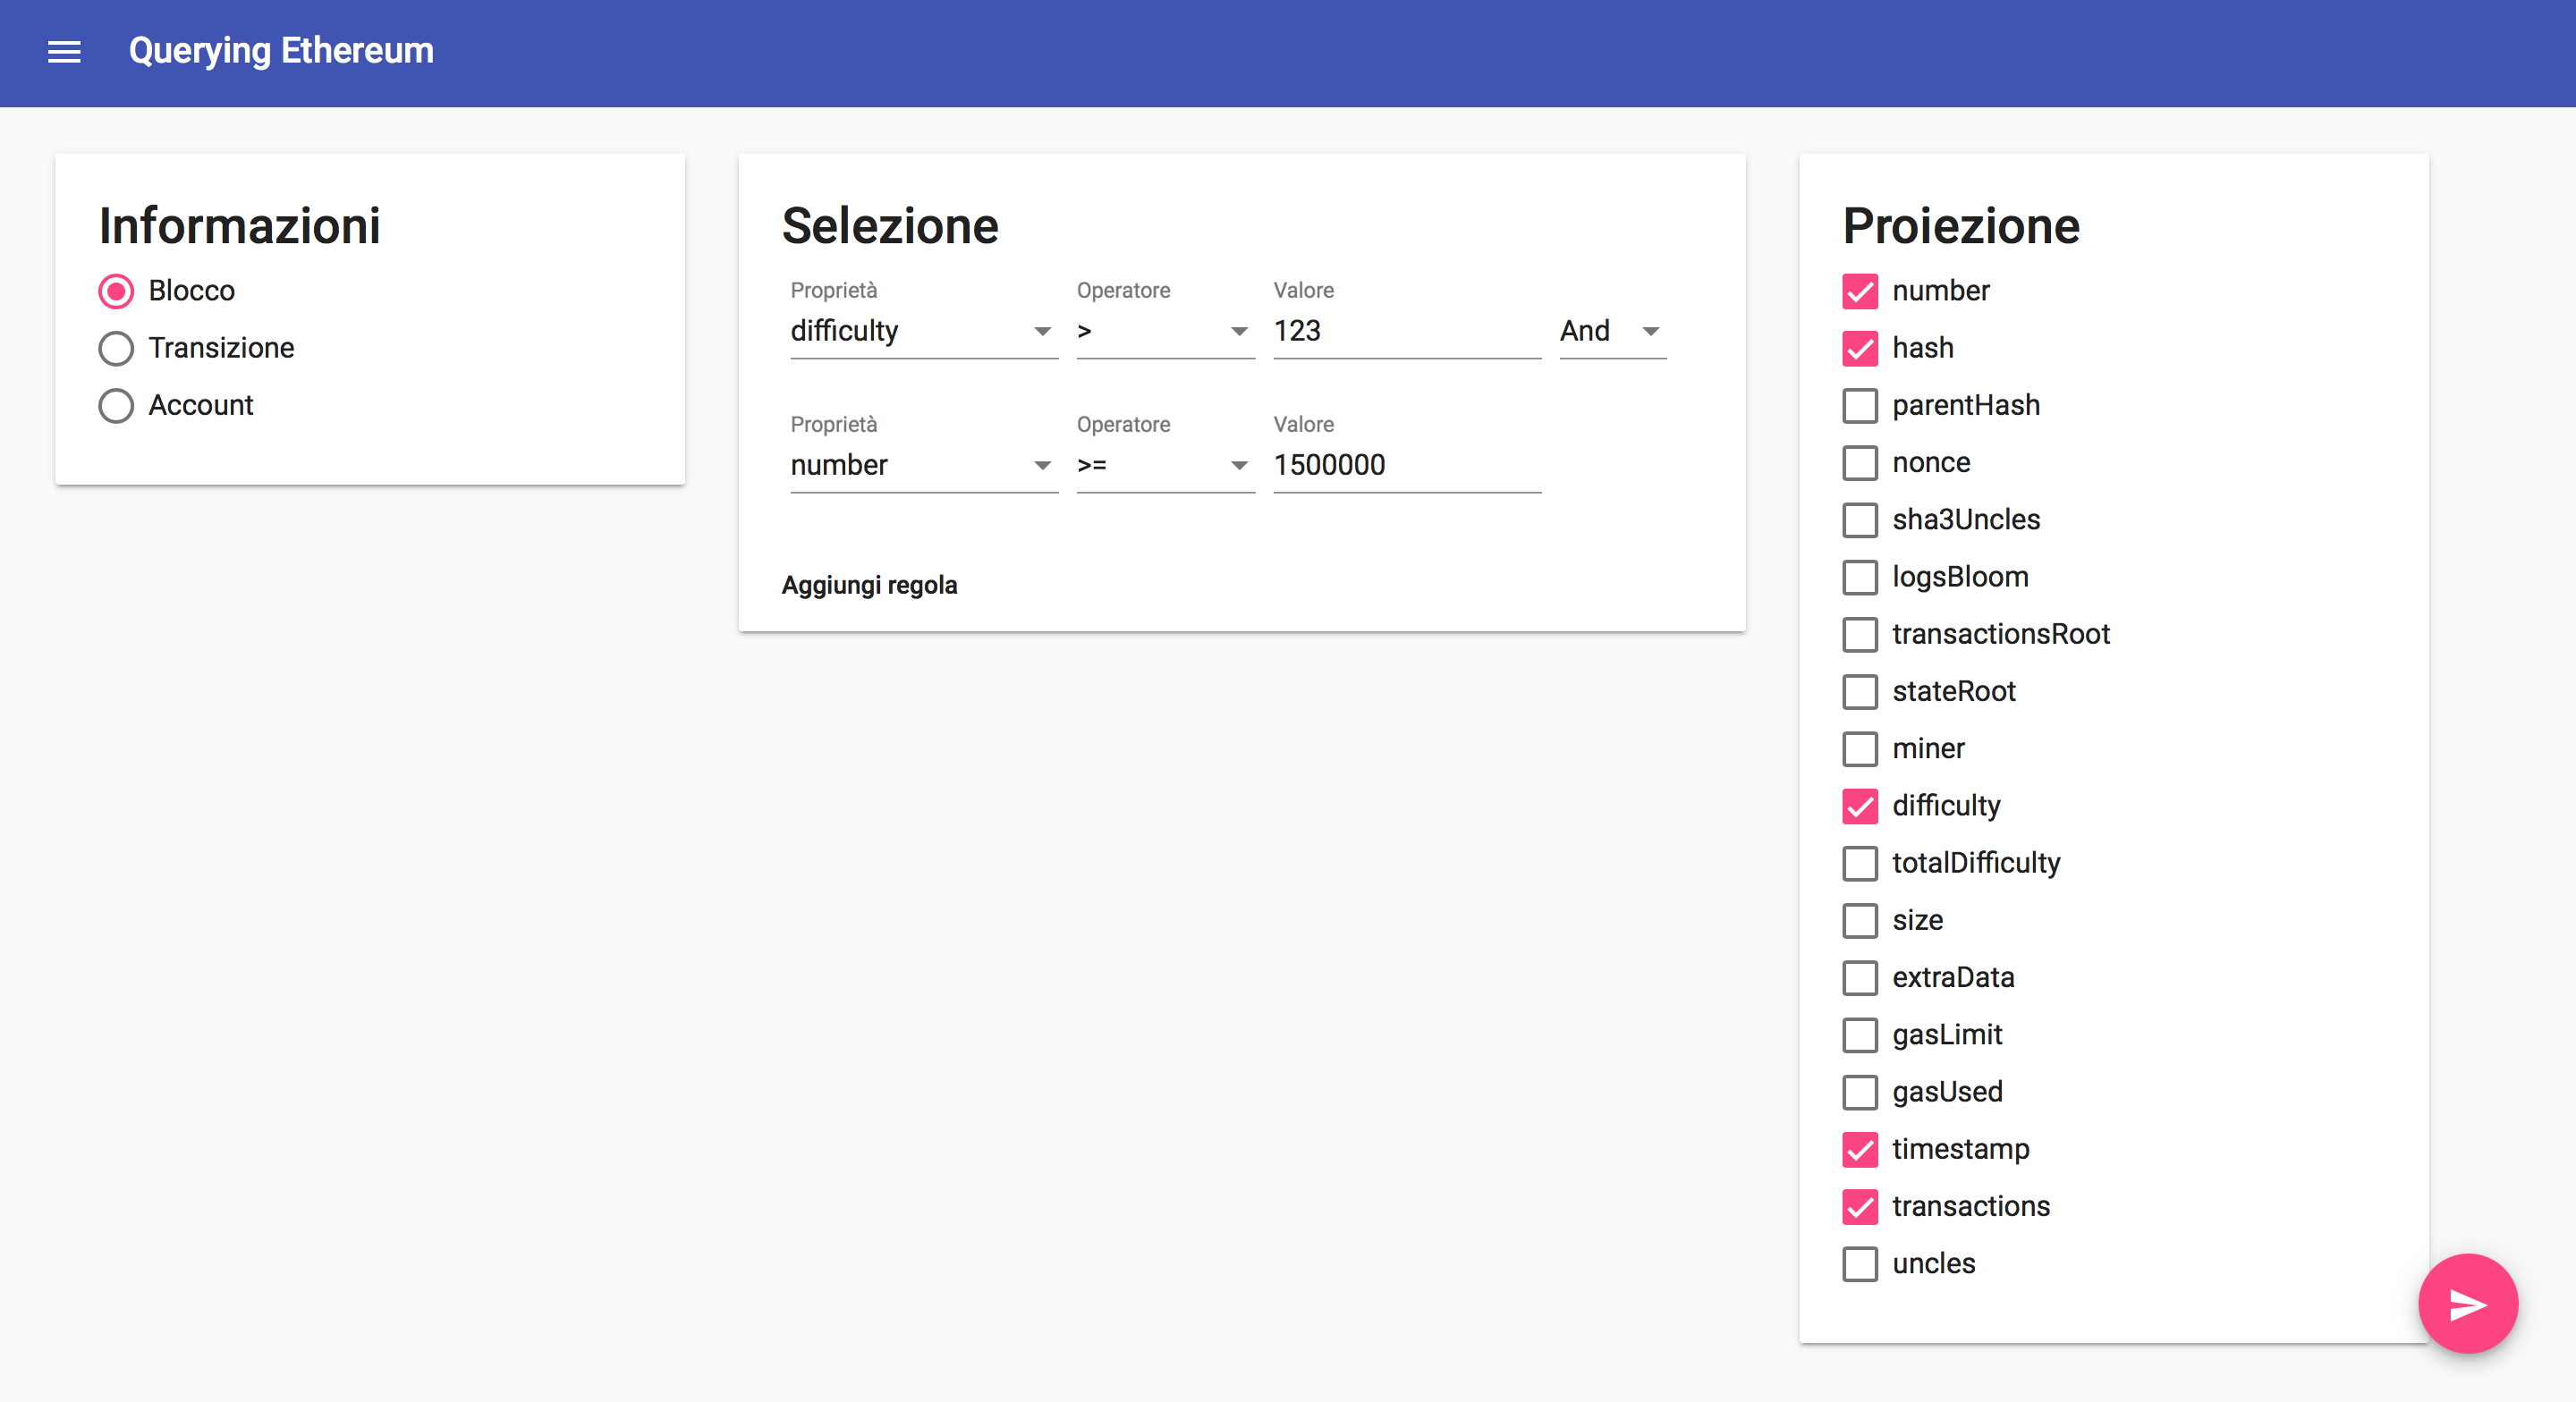 Querying Ethereum
Informazioni
Blocco
Transizione
Account
Selezione
Proprietà Operatore Valore
difficulty > 123 And
Proprietà Operatore Valore
number >= 1500000
Aggiungi regola
Proiezione
number
hash
parentHash
nonce
sha3Uncles
logsBloom
transactionsRoot
stateRoot
miner
difficulty
totalDifficulty
size
extraData
gasLimit
gasUsed
timestamp
transactions
uncles